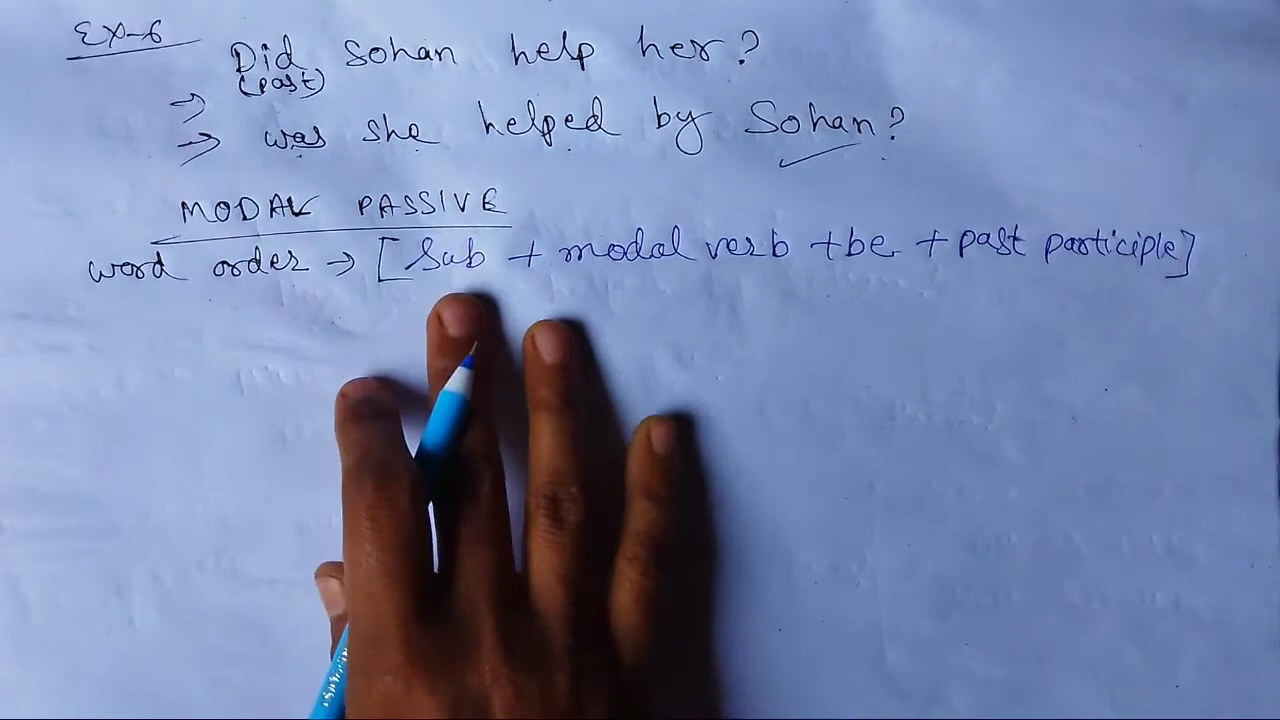 EX-6
Did Sohan help her?
(past)
→
→ was she helped by Sohan?
MODAL PASSIVE
word order → [Sub + modal verb + be + past participle]